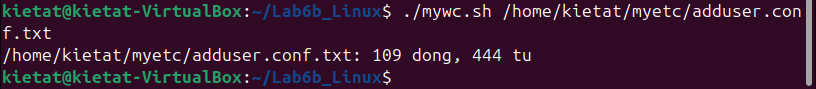 kietat@kietat-VirtualBox:~/Lab6b_Linux$ ./mywc.sh /home/kietat/myetc/adduser.con
f.txt
/home/kietat/myetc/adduser.conf.txt: 109 dong, 444 tu
kietat@kietat-VirtualBox:~/Lab6b_Linux$